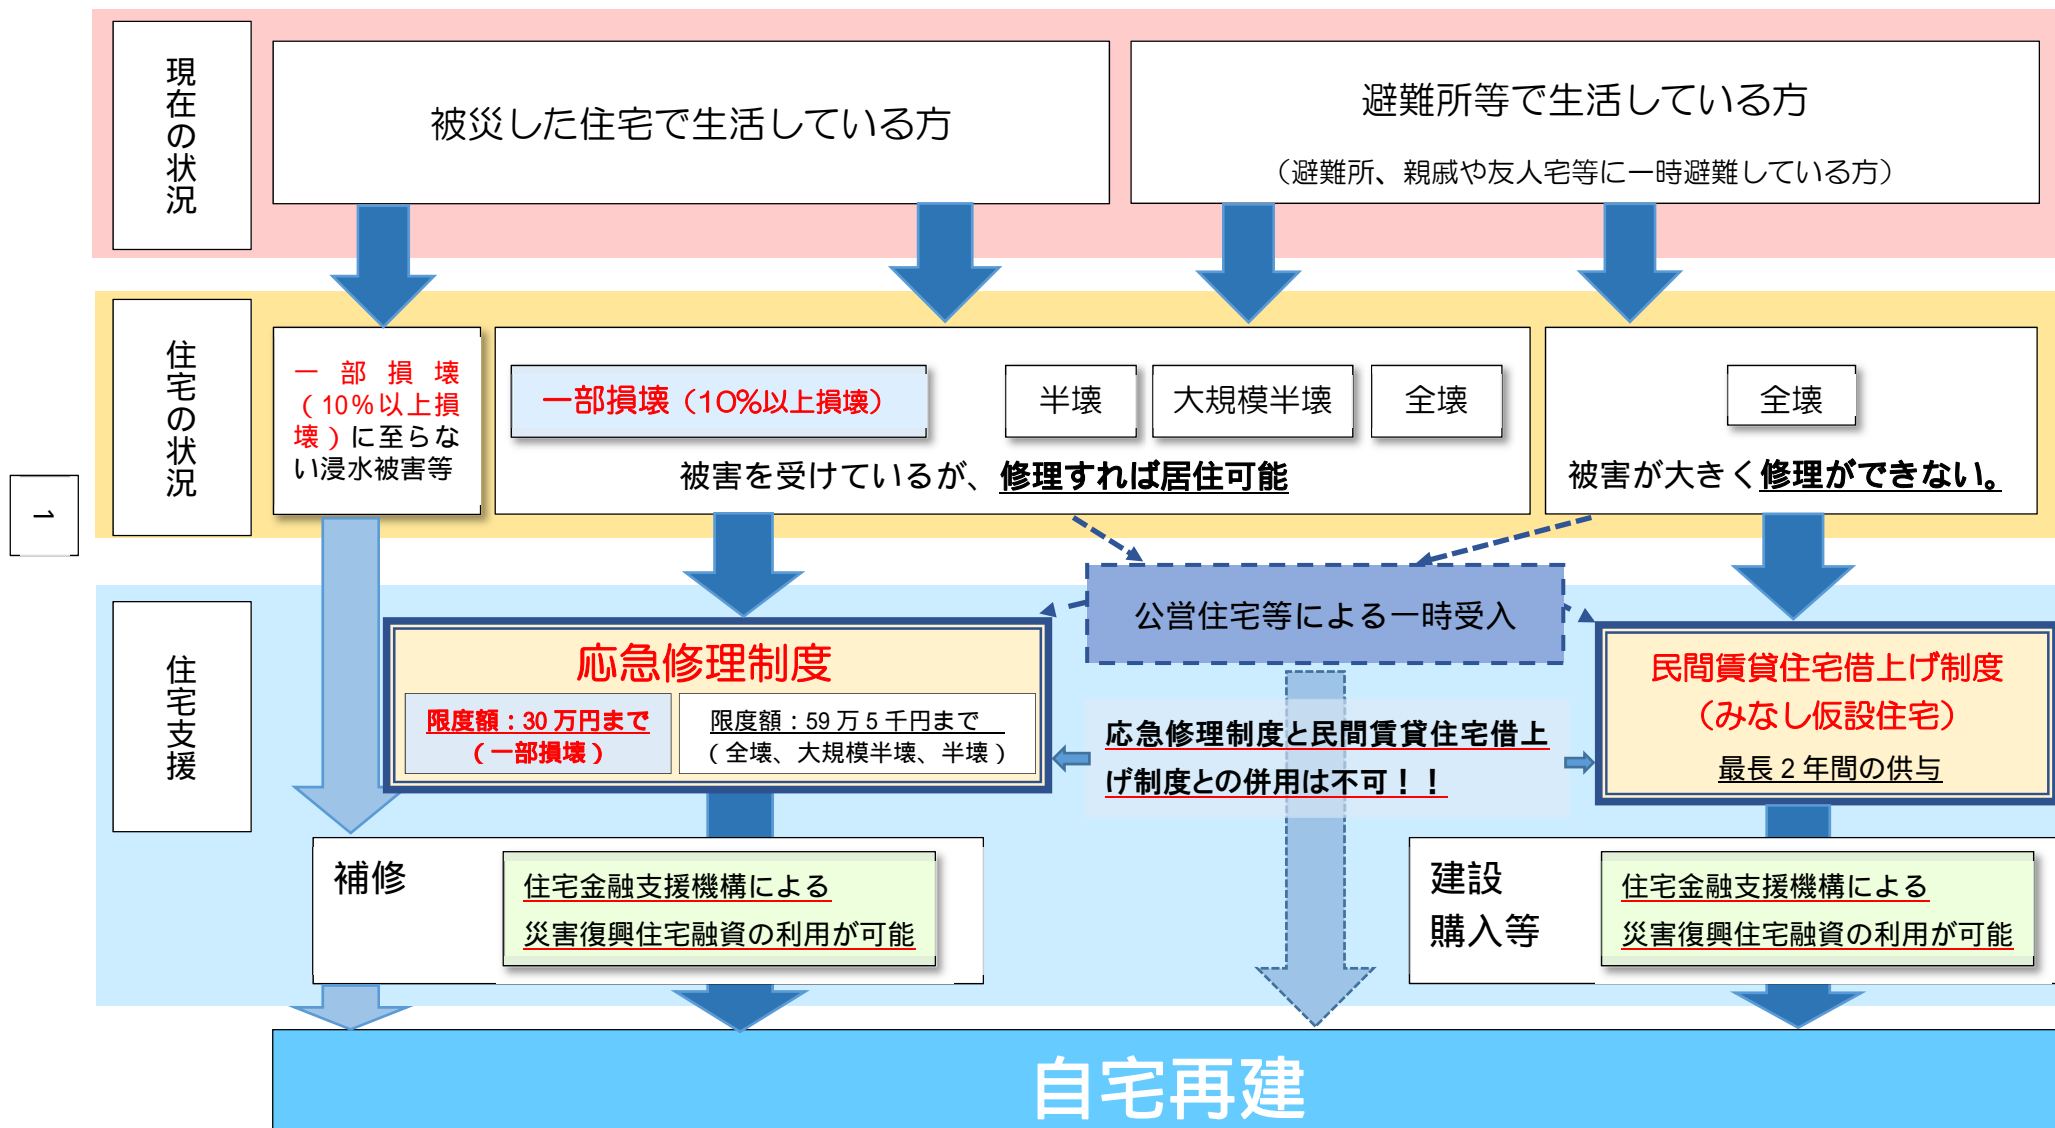 現在の状況
被災した住宅で生活している方
避難所等で生活している方
（避難所、親戚や友人宅等に一時避難している方）
住宅の状況
一部損壊
（10％以上損
壊）に至らな
い浸水被害等
一部損壊（10％以上損壊）
半壊
大規模半壊
全壊
被害を受けているが、修理すれば居住可能
全壊
被害が大きく修理ができない。
1
住宅支援
公営住宅等による一時受入
応急修理制度
限度額：30万円まで
（一部損壊）
限度額：59万5千円まで
（全壊、大規模半壊、半壊）
応急修理制度と民間賃貸住宅借上
げ制度との併用は不可！！
民間賃貸住宅借上げ制度
（みなし仮設住宅）
最長2年間の供与
補修
住宅金融支援機構による
災害復興住宅融資の利用が可能
建設
購入等
住宅金融支援機構による
災害復興住宅融資の利用が可能
自宅再建